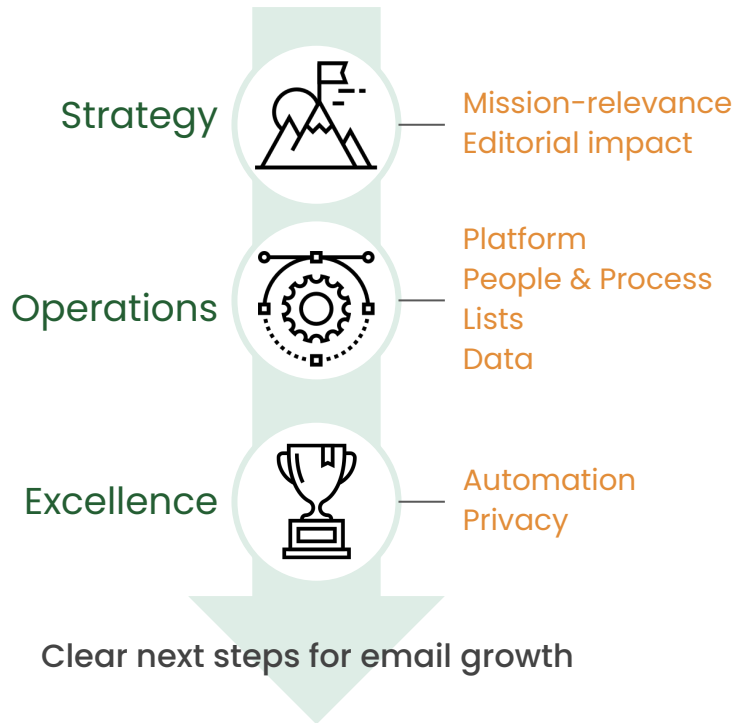 Strategy
Mission-relevance
Editorial impact
Operations
Platform
People & Process
Lists
Data
Excellence
Automation
Privacy
Clear next steps for email growth